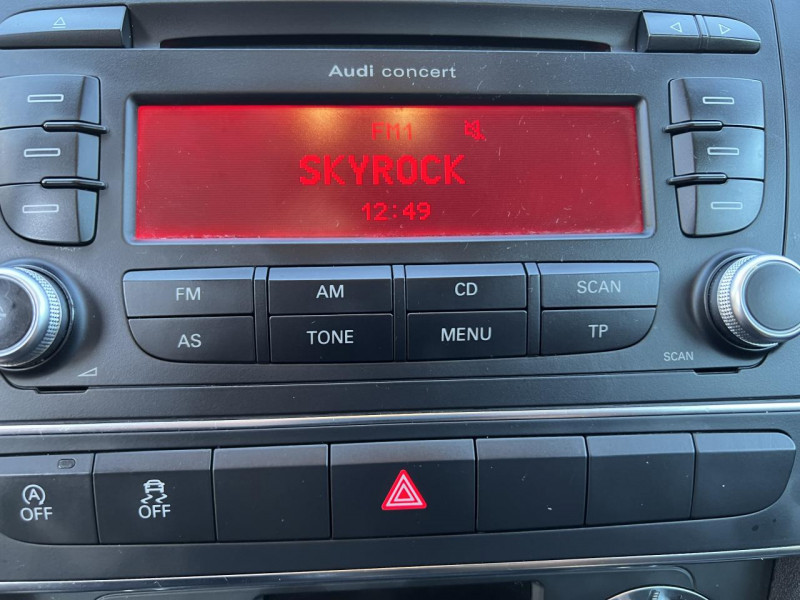 Audi concert
FM1
SKYROCK
12:49
FM AM CD SCAN
AS TONE MENU TP
SCAN
A
OFF OFF